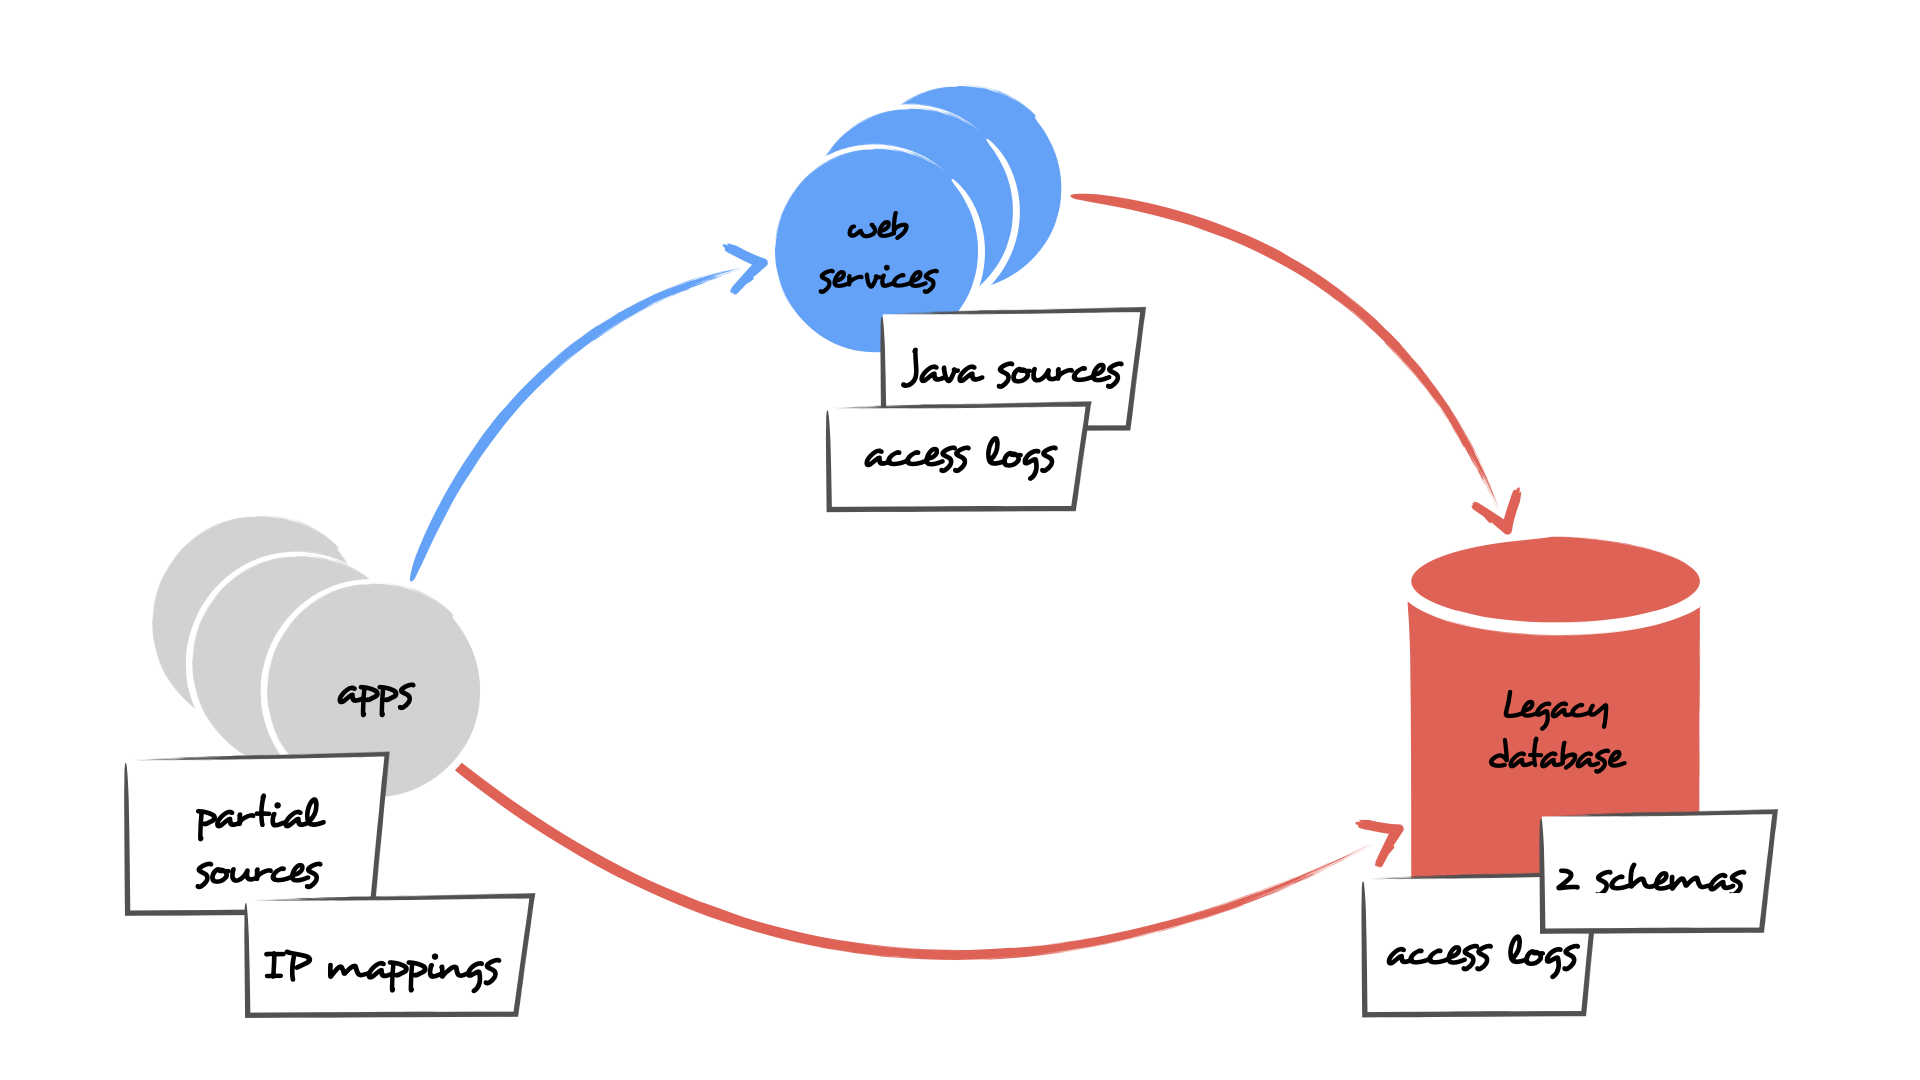 web
services
Java sources
access logs
apps
partial
sources
IP mappings
Legacy
database
2 schemas
access logs